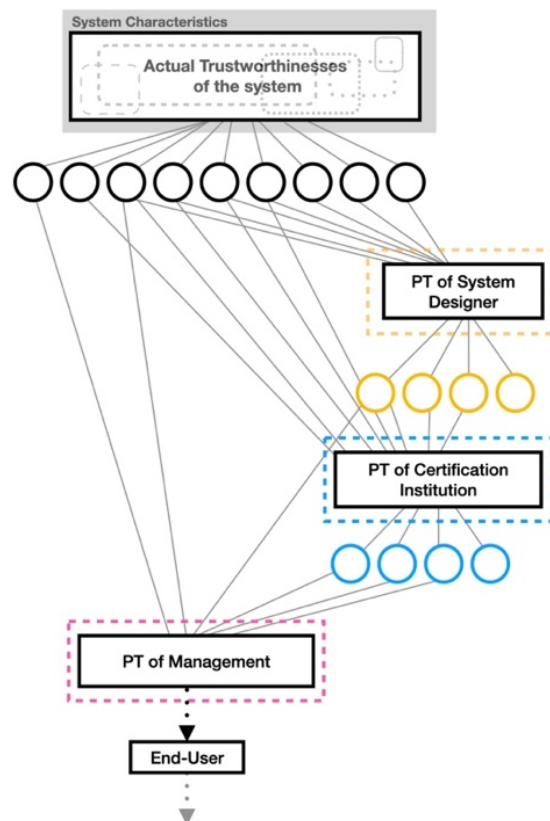 System Characteristics
Actual Trustworthinesses
of the system
PT of System
Designer
PT of Certification
Institution
PT of Management
End-User